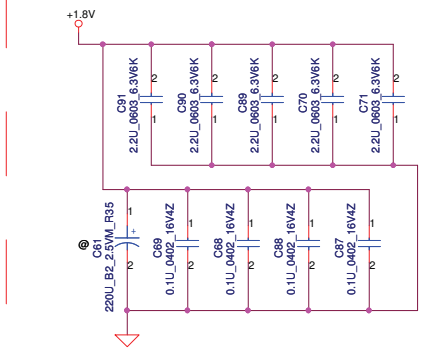 +1.8V
C91
2.2U_0603_6.3V6K
2
1
C90
2.2U_0603_6.3V6K
2
1
C89
2.2U_0603_6.3V6K
2
1
C70
2.2U_0603_6.3V6K
2
1
C71
2.2U_0603_6.3V6K
2
1
@
C61
220U_B2_2.5VM_R35
1
+
2
C69
0.1U_0402_16V4Z
1
2
C68
0.1U_0402_16V4Z
1
2
C88
0.1U_0402_16V4Z
1
2
C87
0.1U_0402_16V4Z
1
2